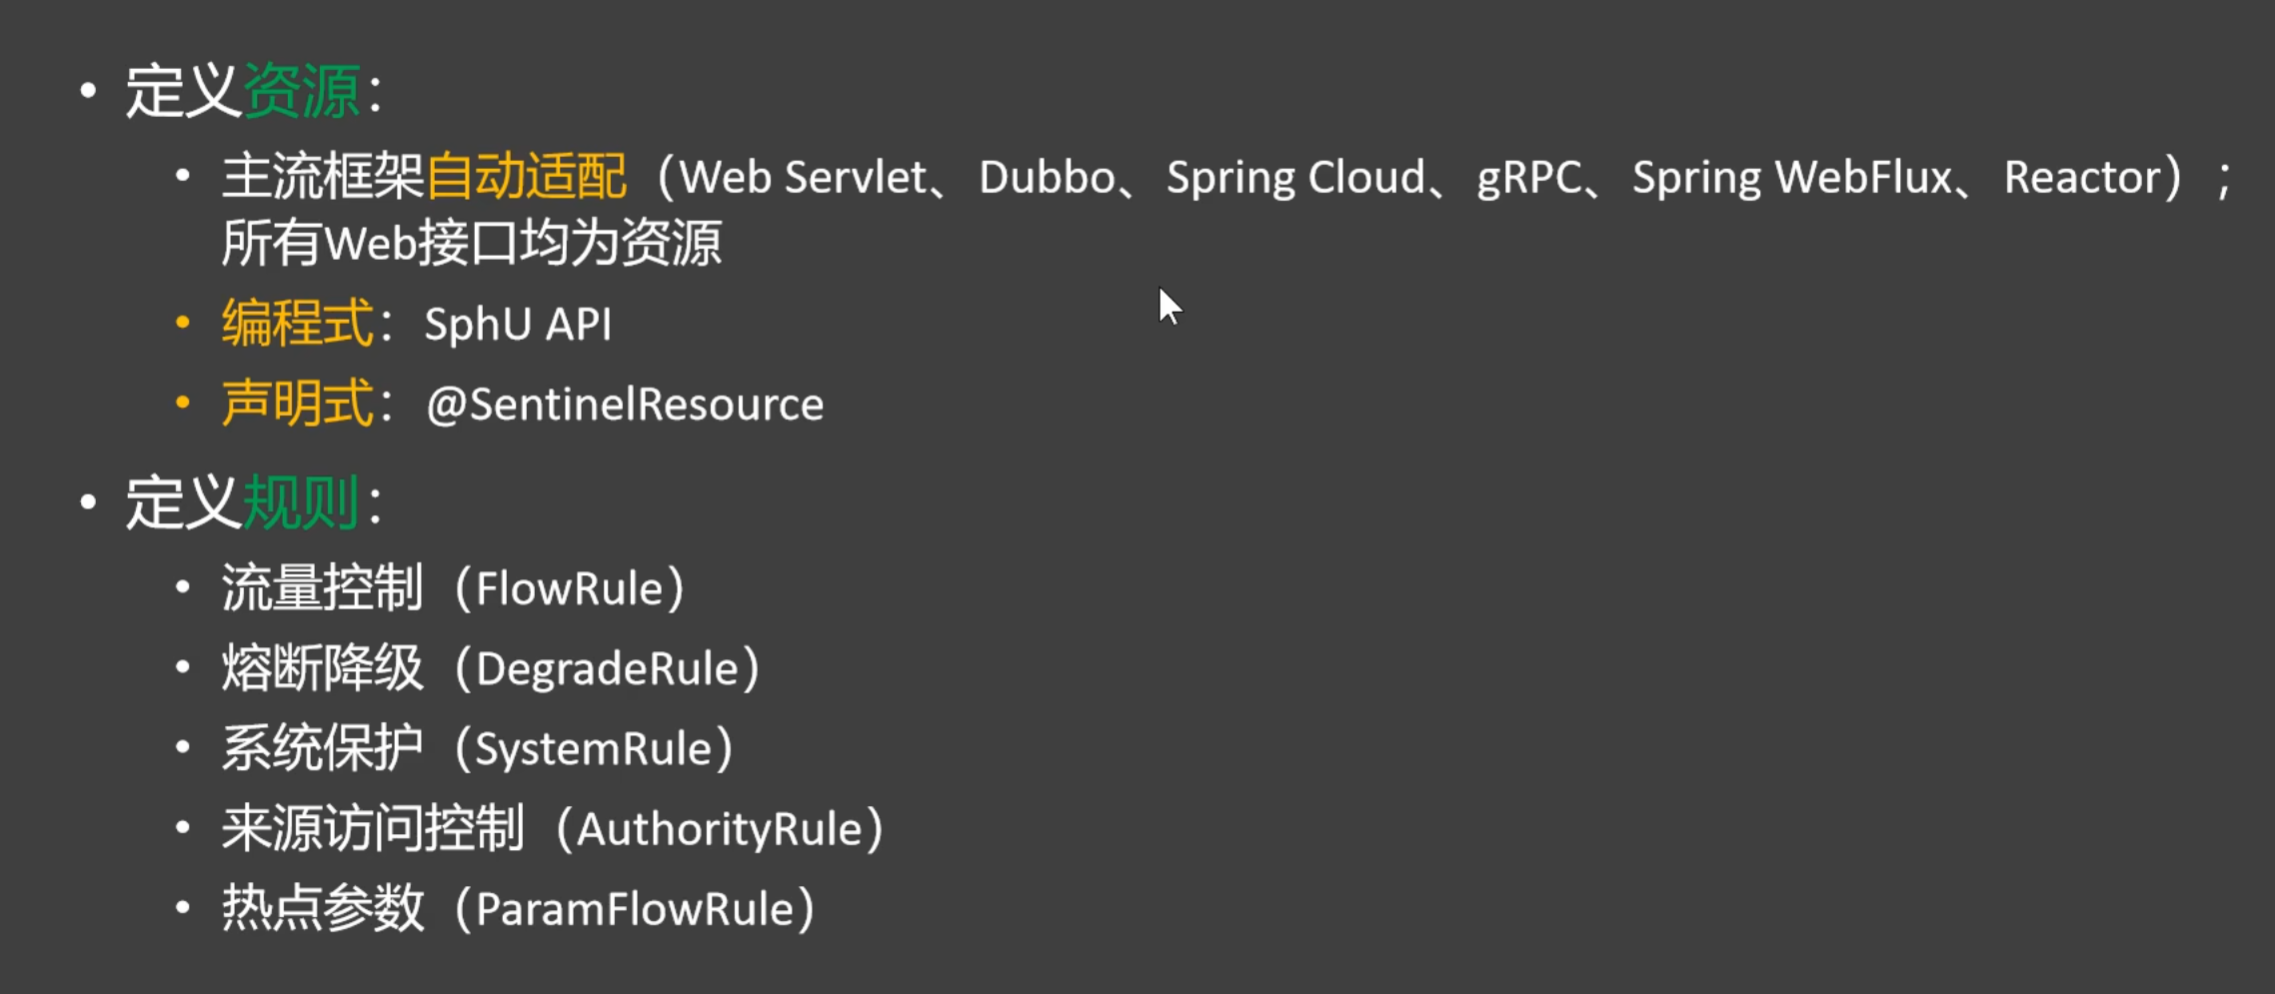 • 定义资源：
• 主流框架自动适配（Web Servlet、Dubbo、Spring Cloud、gRPC、Spring WebFlux、Reactor）；
所有Web接口均为资源
• 编程式：SphU API
• 声明式：@SentinelResource
• 定义规则：
• 流量控制（FlowRule）
• 熔断降级（DegradeRule）
• 系统保护（SystemRule）
• 来源访问控制（AuthorityRule）
• 热点参数（ParamFlowRule）